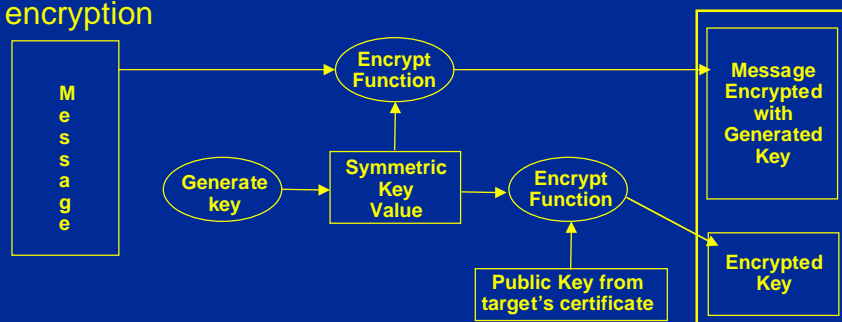 encryption
Message
Encrypt
Function
Message
Encrypted
with
Generated
Key
Generate
key
Symmetric
Key
Value
Encrypt
Function
Public Key from
target's certificate
Encrypted
Key